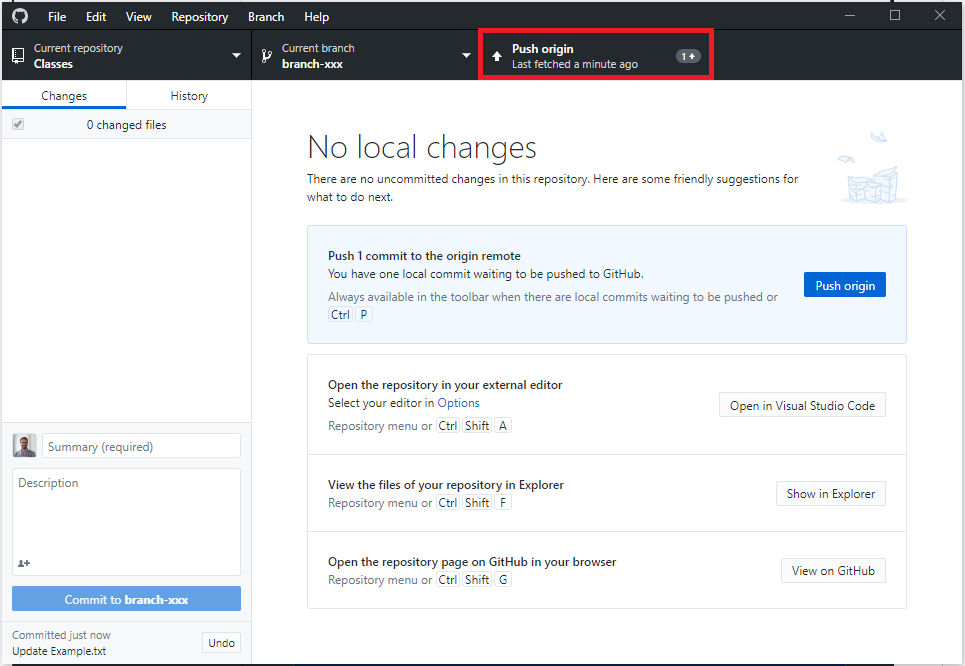 File Edit View Repository Branch Help
Current repository
Classes
Current branch
branch-xxx
Push origin
Last fetched a minute ago
1
Changes History
0 changed files
No local changes
There are no uncommitted changes in this repository. Here are some friendly suggestions for
what to do next.
Push 1 commit to the origin remote
You have one local commit waiting to be pushed to GitHub.
Always available in the toolbar when there are local commits waiting to be pushed or
Ctrl P
Push origin
Open the repository in your external editor
Select your editor in Options
Repository menu or Ctrl Shift A
Open in Visual Studio Code
View the files of your repository in Explorer
Repository menu or Ctrl Shift F
Show in Explorer
Open the repository page on GitHub in your browser
Repository menu or Ctrl Shift G
View on GitHub
Summary (required)
Description
Commit to branch-xxx
Committed just now
Update Example.txt
Undo